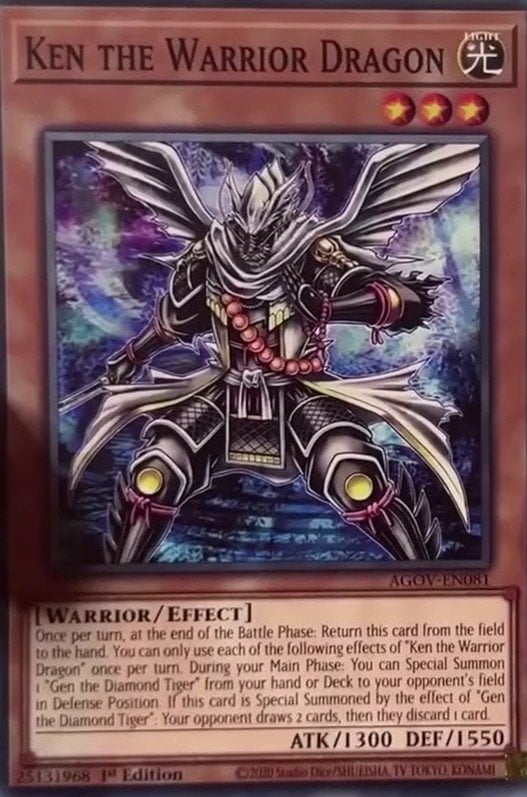 KEN THE WARRIOR DRAGON
LIGHT
光
AGOV-EN081
[WARRIOR/EFFECT]
Once per turn, at the end of the Battle Phase: Return this card from the field
to the hand. You can only use each of the following effects of "Ken the Warrior
Dragon" once per turn. During your Main Phase: You can Special Summon
1 "Gen the Diamond Tiger" from your hand or Deck to your opponent's field
in Defense Position. If this card is Special Summoned by the effect of "Gen
the Diamond Tiger": Your opponent draws 2 cards, then they discard 1 card.
ATK/1300 DEF/1550
25131968 1st Edition
©2020 Studio Dice/SHUEISHA, TV TOKYO, KONAMI